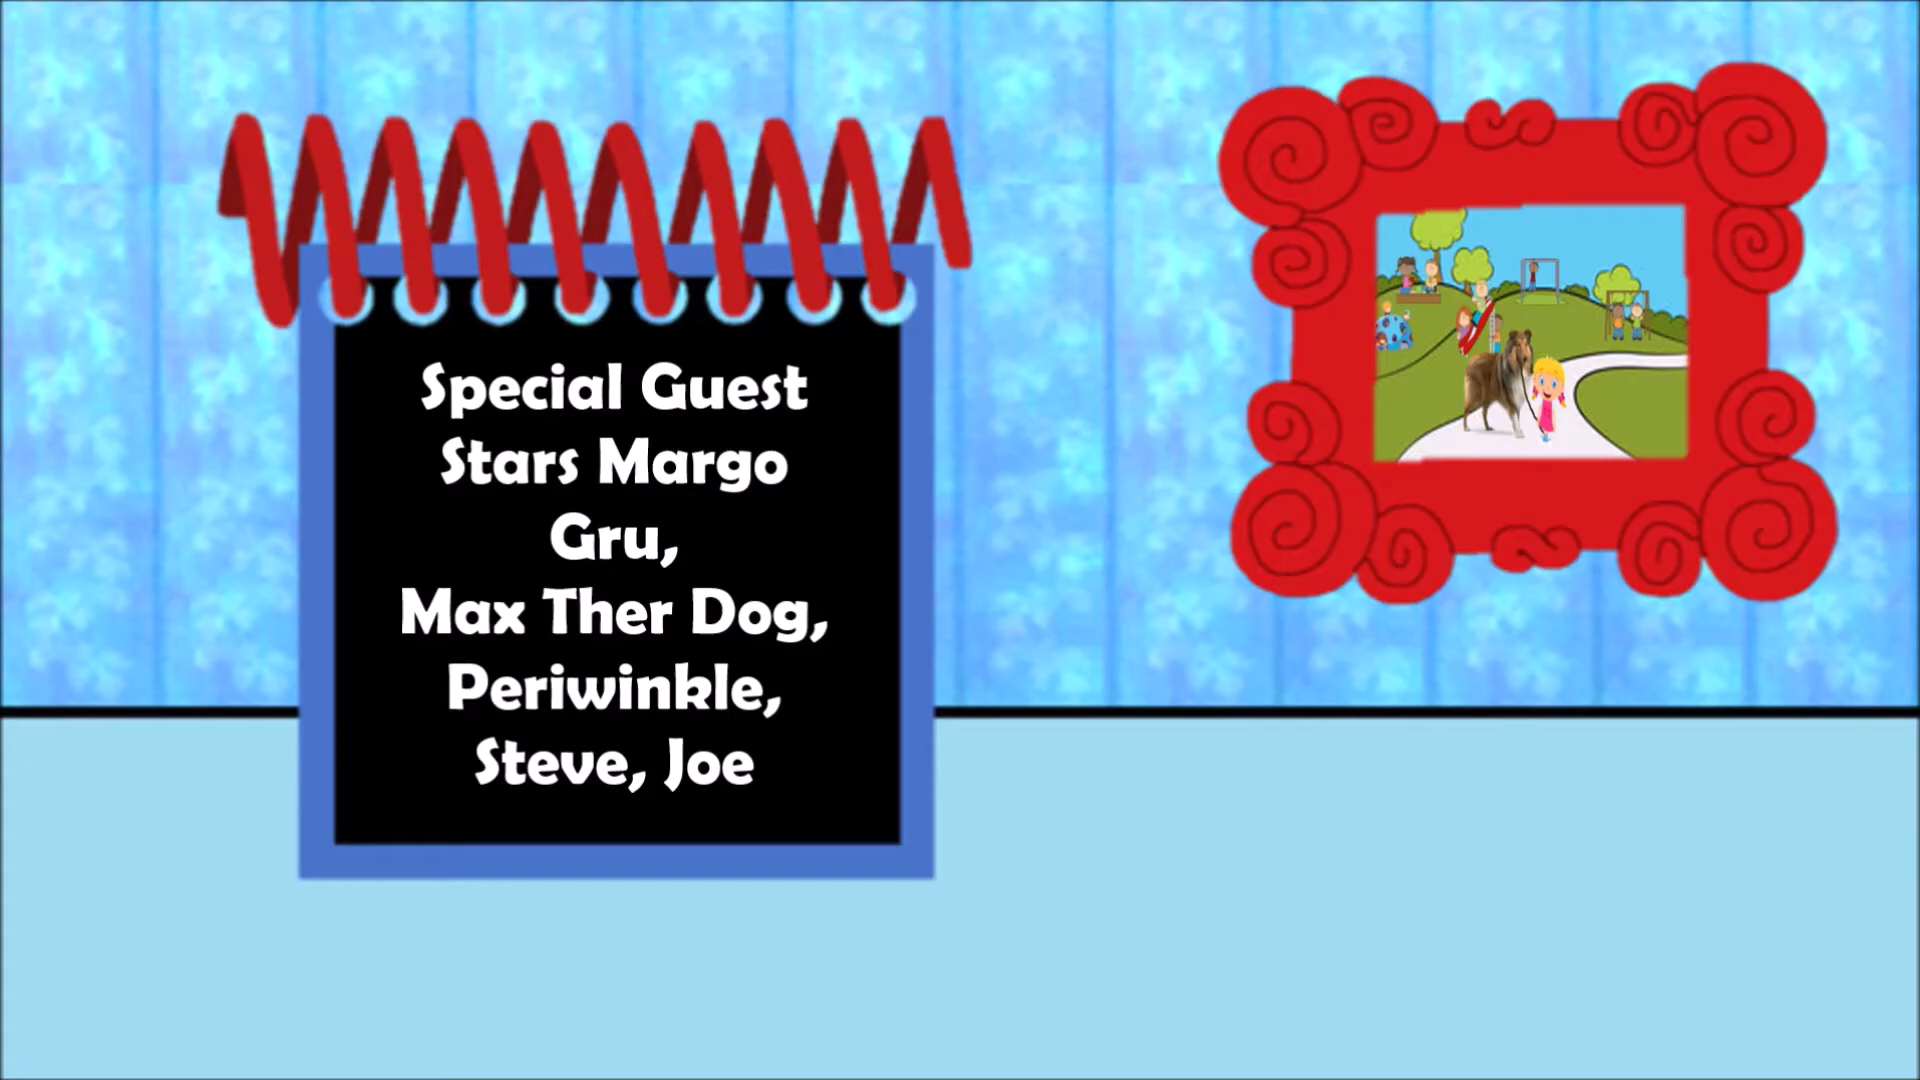 Special Guest
Stars Margo
Gru,
Max Ther Dog,
Periwinkle,
Steve, Joe